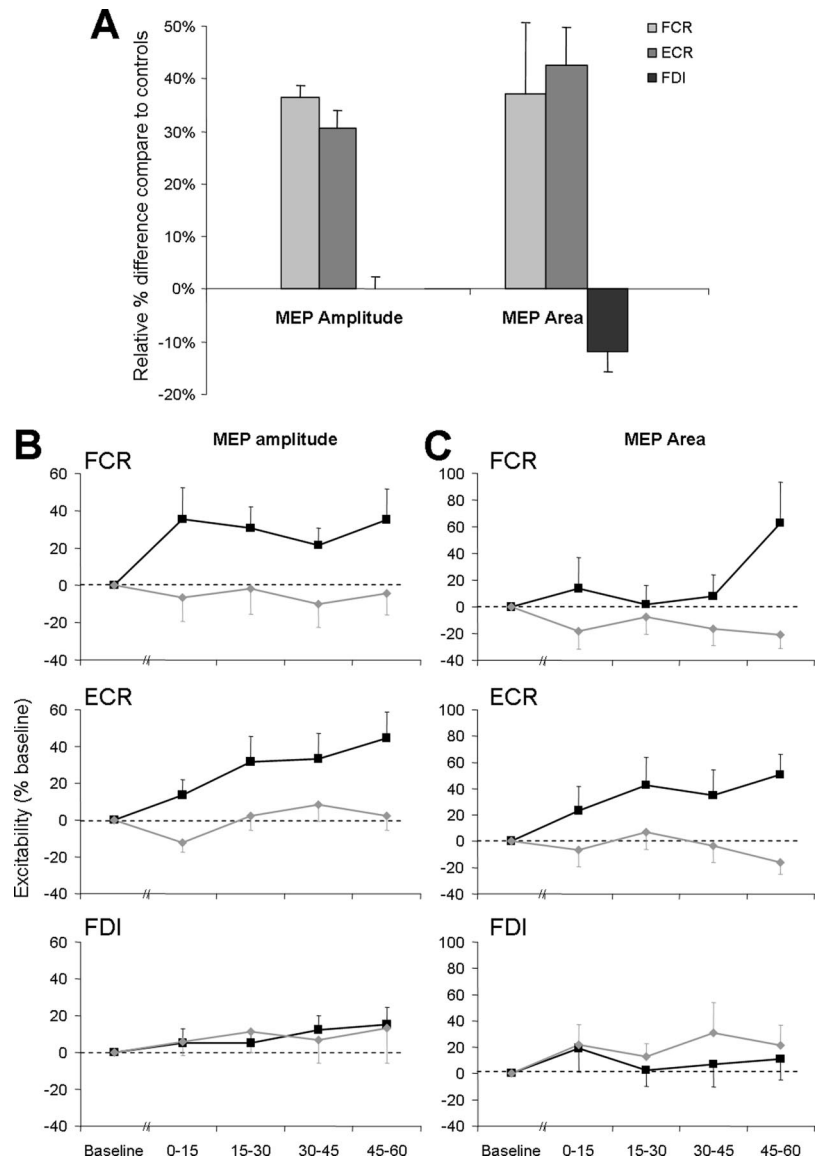 A
Relative % difference compare to controls
50%
40%
30%
20%
10%
0%
-10%
-20%
MEP Amplitude
MEP Area
FCR
ECR
FDI
B
MEP amplitude
C
MEP Area
Excitability (% baseline)
FCR
60
40
20
0
-20
-40
FCR
100
80
60
40
20
0
-20
-40
ECR
60
40
20
0
-20
-40
ECR
100
80
60
40
20
0
-20
-40
FDI
60
40
20
0
-20
-40
Baseline 0-15 15-30 30-45 45-60
FDI
100
80
60
40
20
0
-20
-40
Baseline 0-15 15-30 30-45 45-60